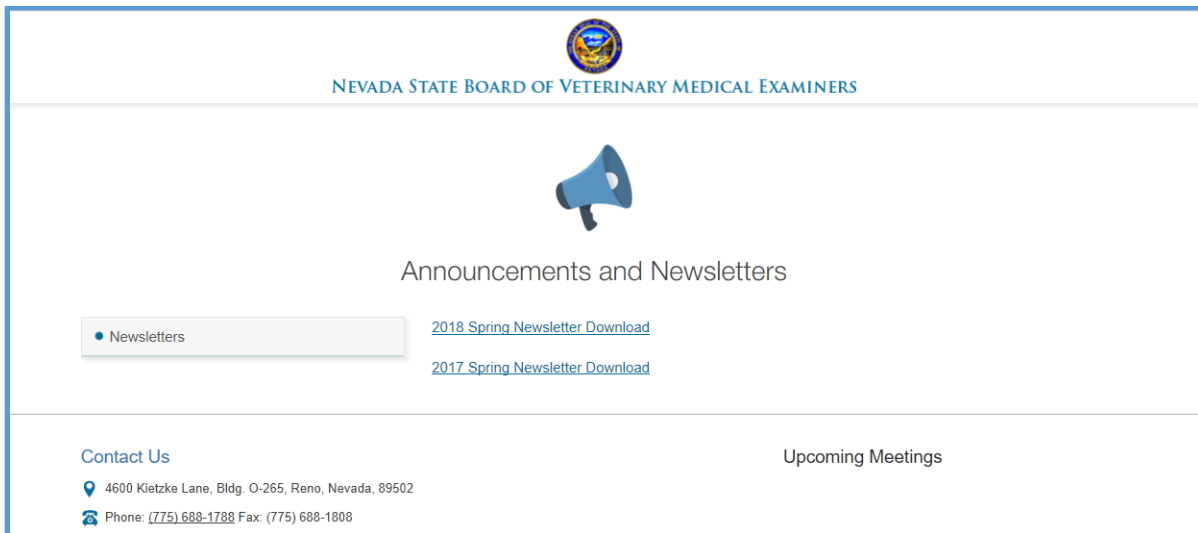 NEVADA STATE BOARD OF VETERINARY MEDICAL EXAMINERS
Announcements and Newsletters
Newsletters
2018 Spring Newsletter Download
2017 Spring Newsletter Download
Contact Us
4600 Kietzke Lane, Bldg. O-265, Reno, Nevada, 89502
Phone: (775) 688-1788 Fax: (775) 688-1808
Upcoming Meetings